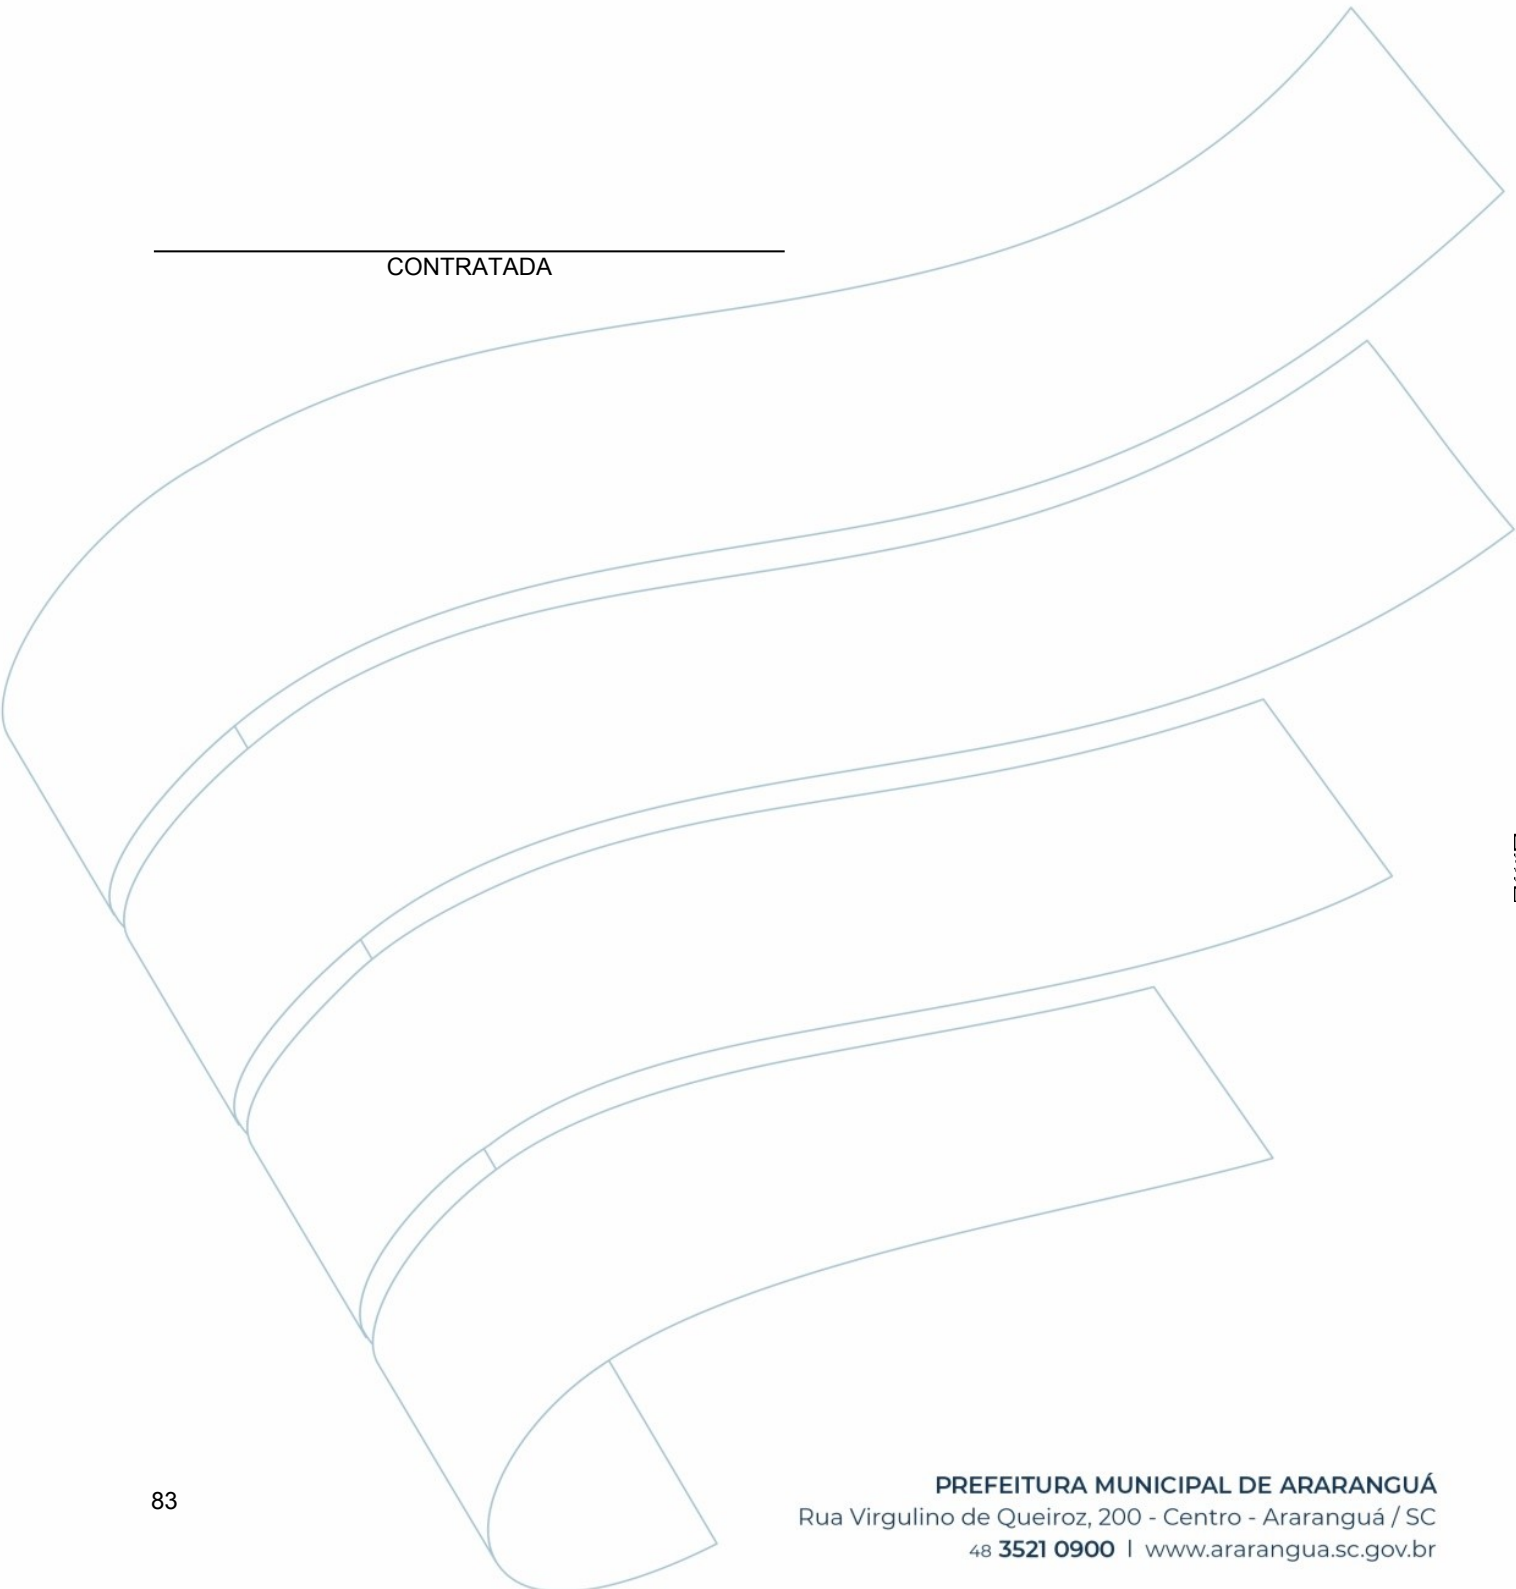 CONTRATADA
83
PREFEITURA MUNICIPAL DE ARARANGUÁ
Rua Virgulino de Queiroz, 200 - Centro - Araranguá / SC
48 3521 0900 | www.ararangua.sc.gov.br